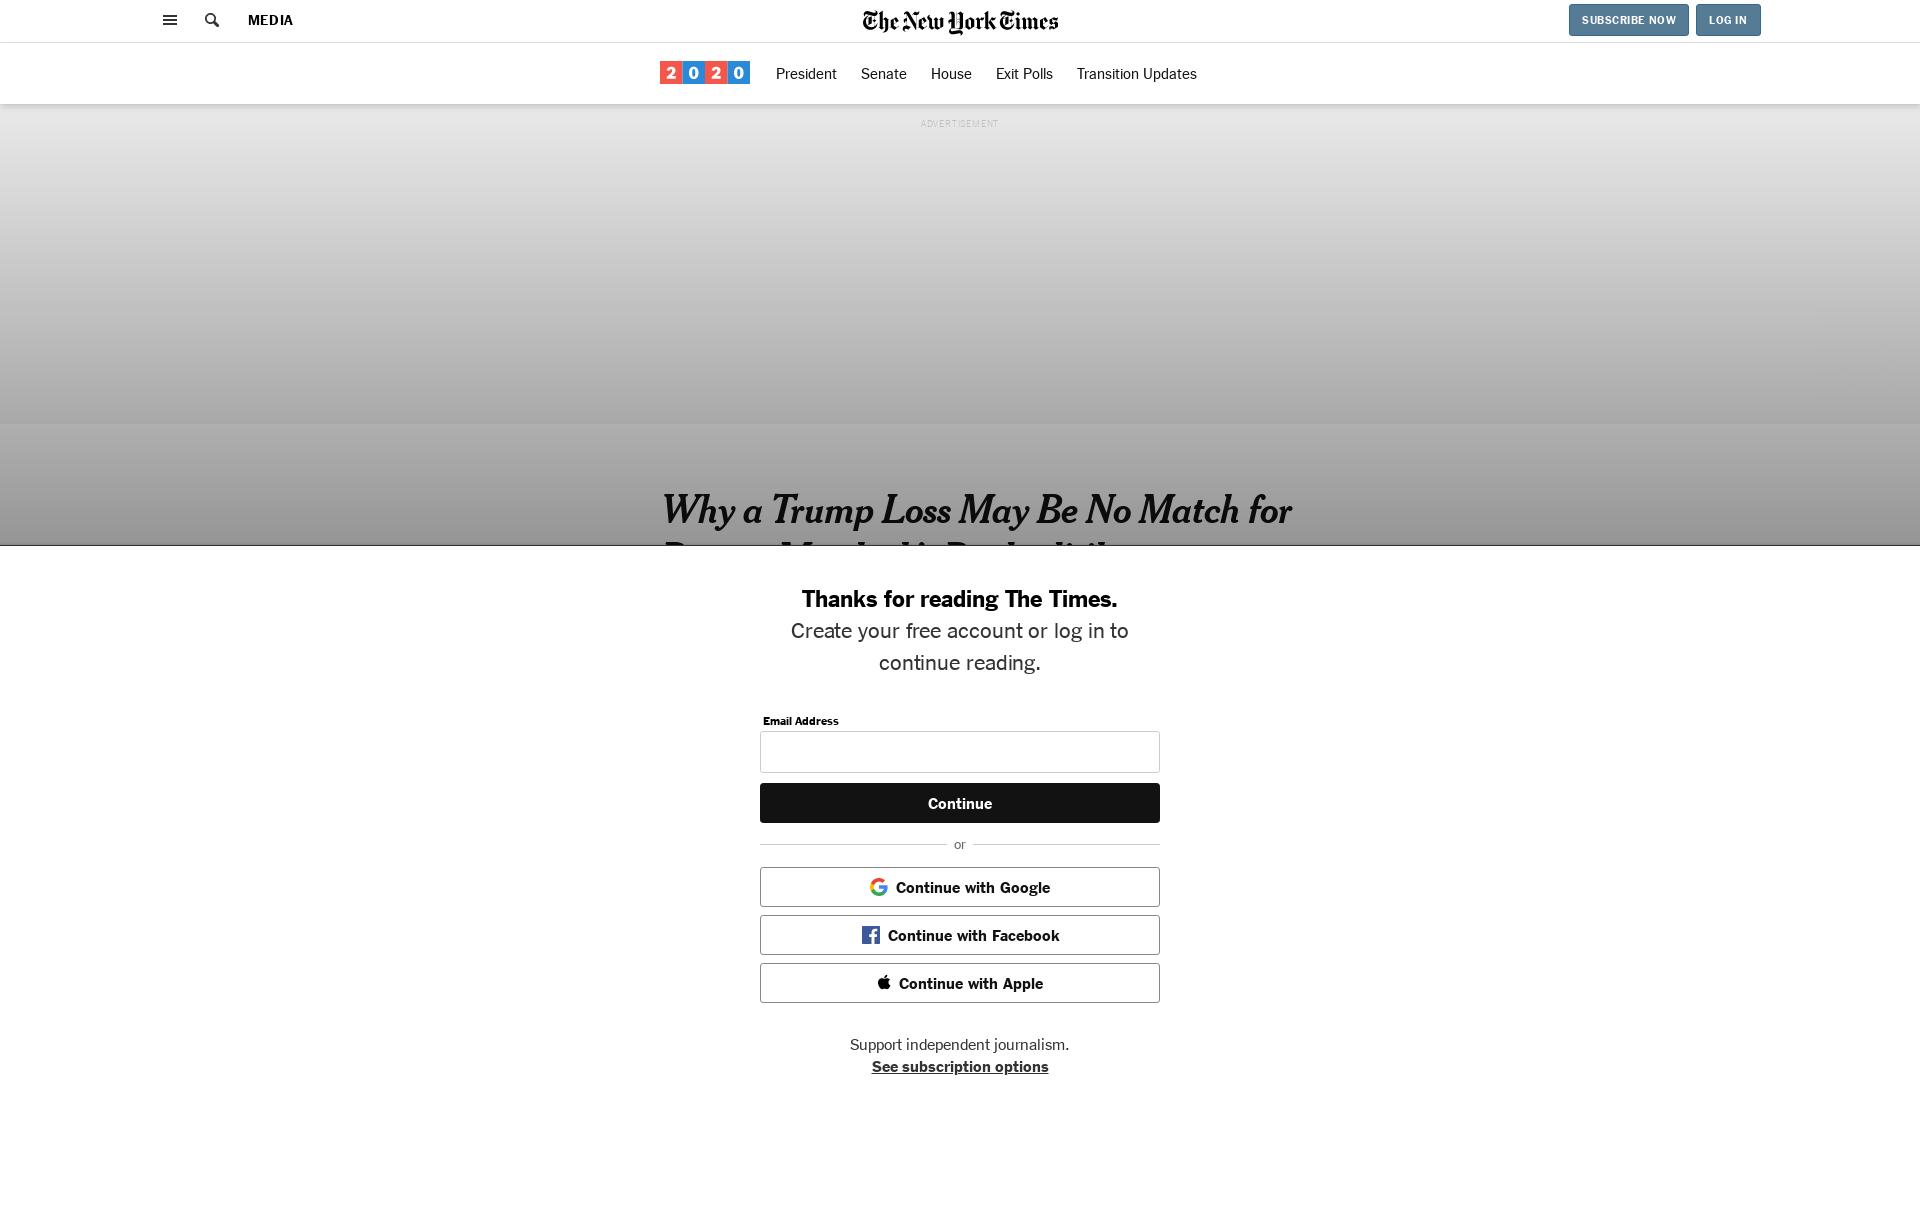 MEDIA
The New York Times
SUBSCRIBE NOW
LOG IN
2020
President
Senate
House
Exit Polls
Transition Updates
ADVERTISEMENT
Why a Trump Loss May Be No Match for
Thanks for reading The Times.
Create your free account or log in to
continue reading.
Email Address
Continue
or
Continue with Google
Continue with Facebook
Continue with Apple
Support independent journalism.
See subscription options